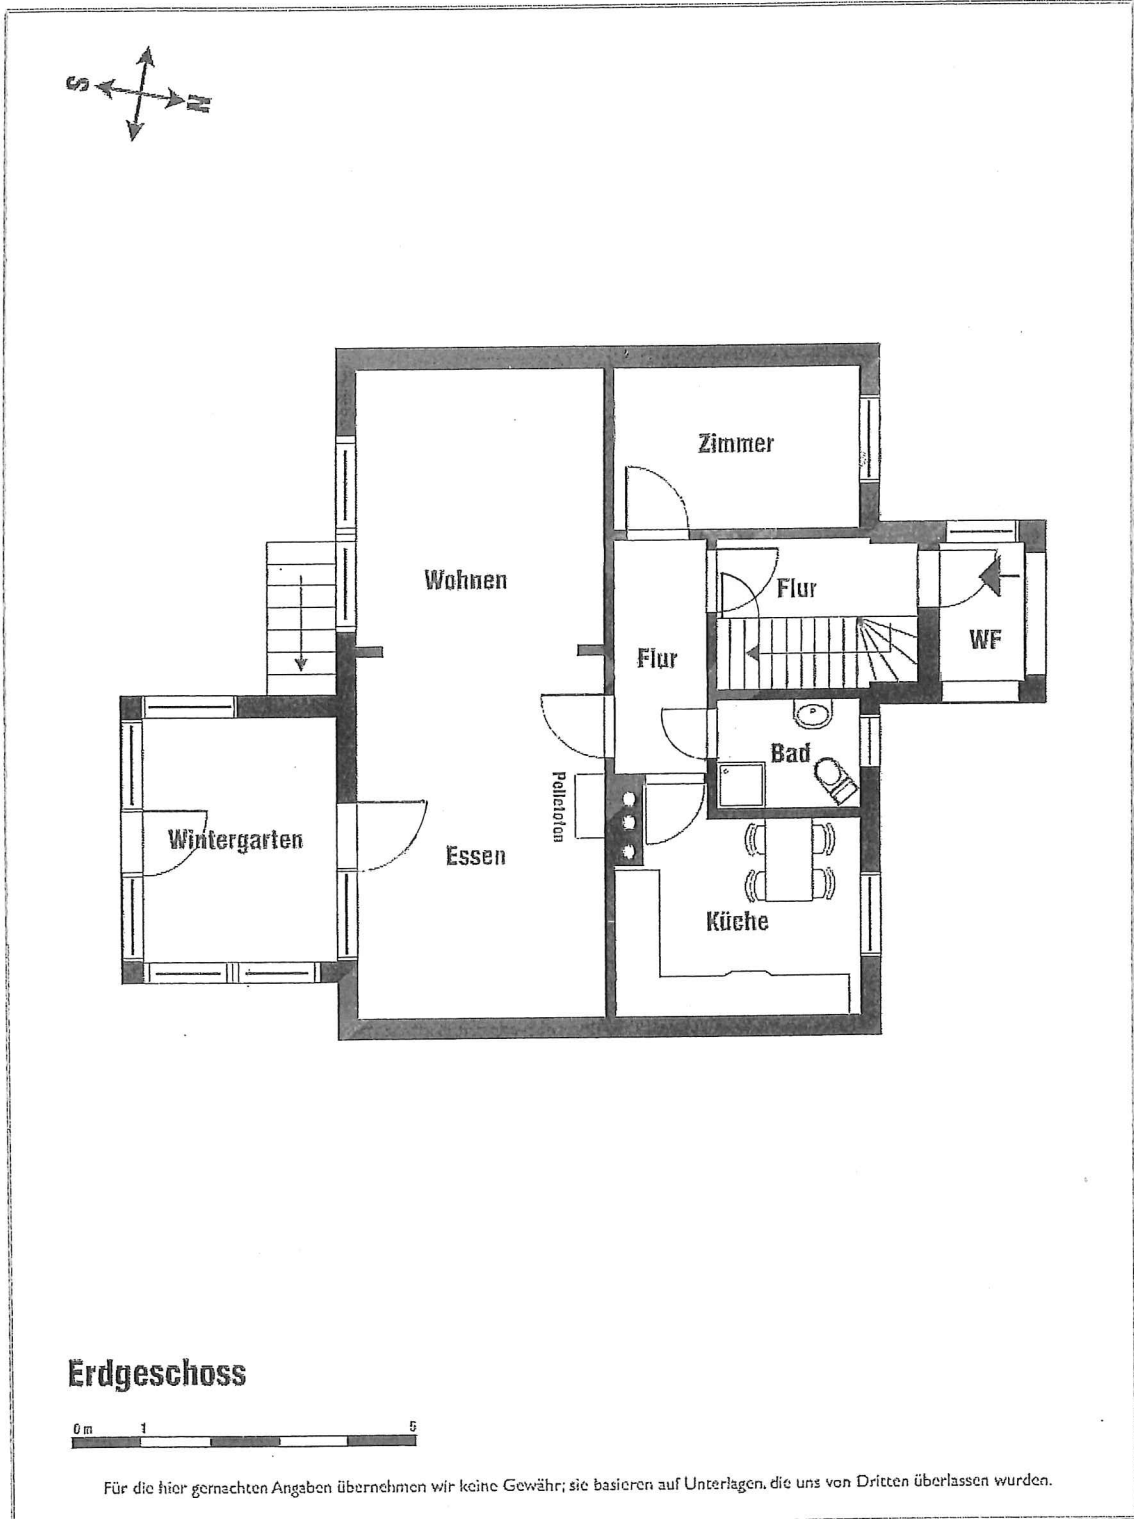 S
N
Zimmer
Wohnen
Flur
Flur
WF
Bad
Pelletofen
Wintergarten
Essen
Küche
Erdgeschoss
0 m 1 5
Für die hier gemachten Angaben übernehmen wir keine Gewähr; sie basieren auf Unterlagen, die uns von Dritten überlassen wurden.